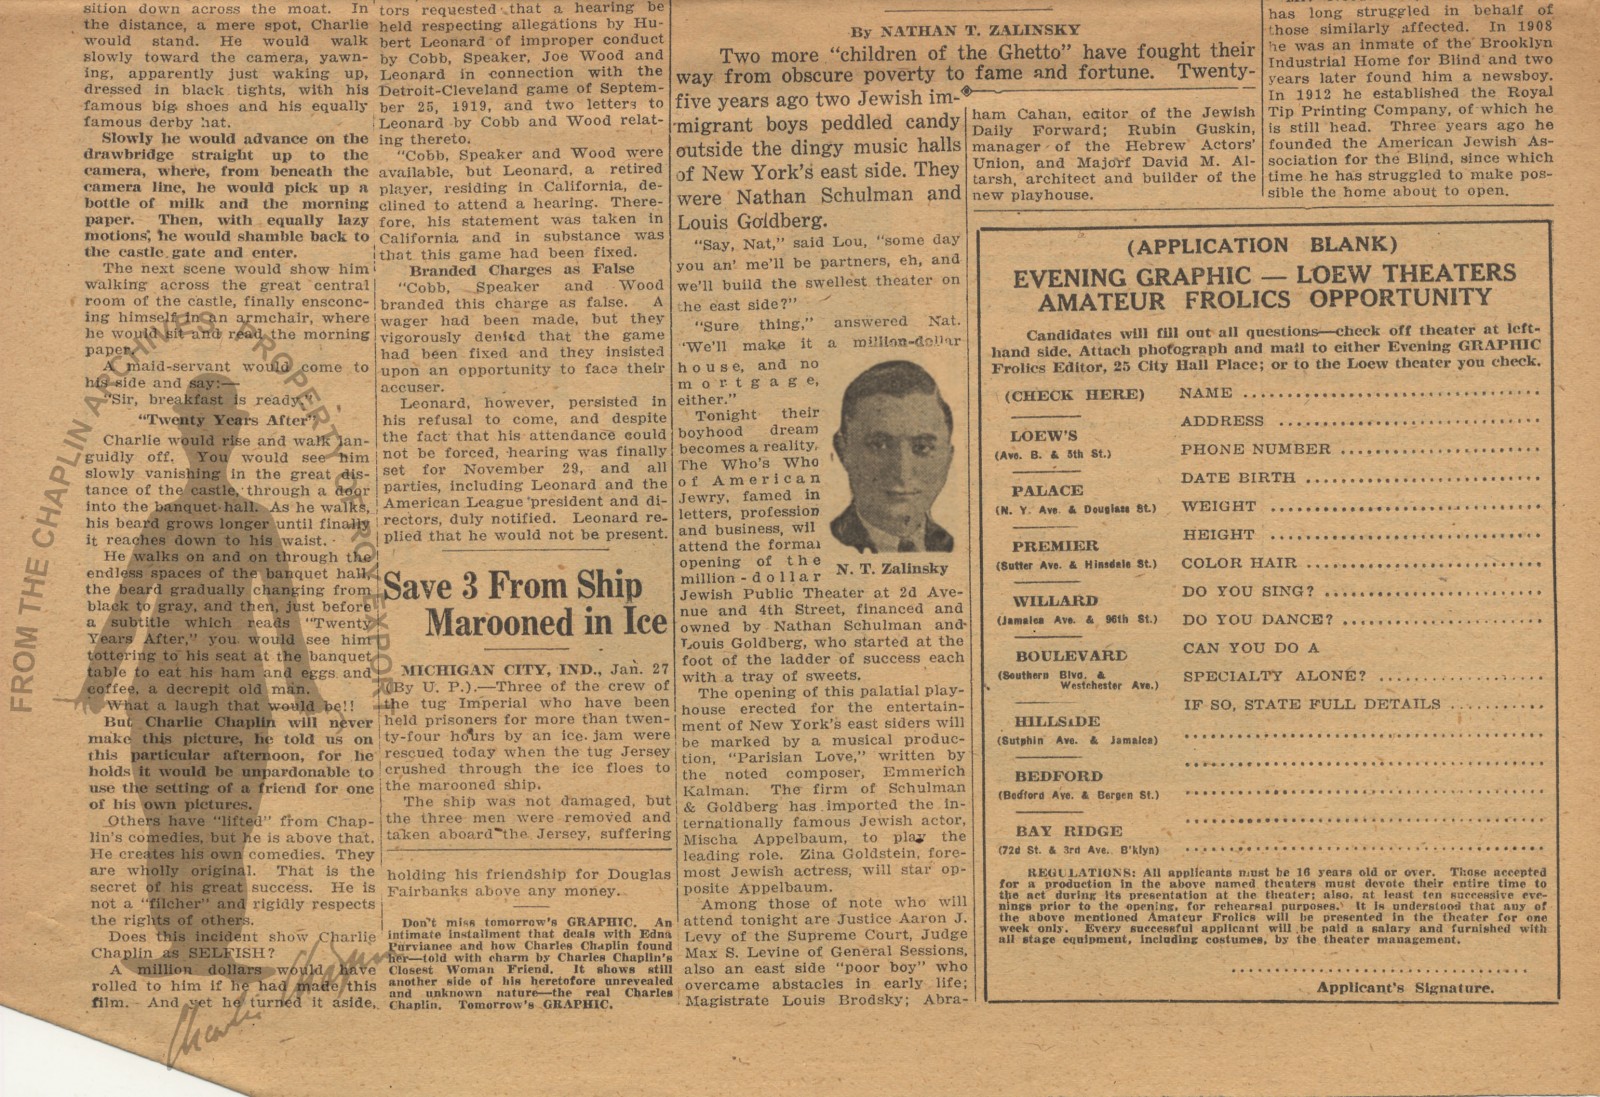 sition down across the moat. In
the distance, a mere spot, Charlie
would stand. He would walk
slowly toward the camera, yawn-
ing, apparently just waking up,
dressed in black tights, with his
famous big shoes and his equally
famous derby hat.
Slowly he would advance on the
drawbridge straight up to the
camera, where, from beneath the
camera line, he would pick up a
bottle of milk and the morning
paper. Then, with equally lazy
motions, he would shamble back to
the castle gate and enter.
The next scene would show him
walking across the great central
room of the castle, finally ensconc-
ing himself in an armchair, where
he would sit and read the morning
paper.
A maid-servant would come to
his side and say:—
"Sir, breakfast is ready."
"Twenty Years After"
Charlie would rise and walk lan-
guidly off. You would see him
slowly vanishing in the great dis-
tance of the castle, through a door
into the banquet hall. As he walks,
his beard grows longer until finally
it reaches down to his waist.
He walks on and on through the
endless spaces of the banquet hall,
the beard gradually changing from
black to gray, and then, just before
a subtitle which reads "Twenty
Years After," you would see him
tottering to his seat at the banquet
table to eat his ham and eggs and
coffee, a decrepit old man.
What a laugh that would be!!
But Charlie Chaplin will never
make this picture, he told us on
this particular afternoon, for he
holds it would be unpardonable to
use the setting of a friend for one
of his own pictures.
Others have "lifted" from Chap-
lin's comedies, but he is above that.
He creates his own comedies. They
are wholly original. That is the
secret of his great success. He is
not a "filcher" and rigidly respects
the rights of others.
Does this incident show Charlie
Chaplin as SELFISH?
A million dollars would have
rolled to him if he had made this
film. And yet he turned it aside,
tors requested that a hearing be
held respecting allegations by Hu-
bert Leonard of improper conduct
by Cobb, Speaker, Joe Wood and
Leonard in connection with the
Detroit-Cleveland game of Septem-
ber 25, 1919, and two letters to
Leonard by Cobb and Wood relat-
ing thereto.
"Cobb, Speaker and Wood were
available, but Leonard, a retired
player, residing in California, de-
clined to attend a hearing. There-
fore, his statement was taken in
California and in substance was
that this game had been fixed.
Branded Charges as False
"Cobb, Speaker and Wood
branded this charge as false. A
wager had been made, but they
vigorously denied that the game
had been fixed and they insisted
upon an opportunity to face their
accuser.
Leonard, however, persisted in
his refusal to come, and despite
the fact that his attendance could
not be forced, hearing was finally
set for November 29, and all
parties, including Leonard and the
American League president and di-
rectors, duly notified. Leonard re-
plied that he would not be present.
Save 3 From Ship
Marooned in Ice
MICHIGAN CITY, IND., Jan. 27
(By U. P.).—Three of the crew of
the tug Imperial who have been
held prisoners for more than twen-
ty-four hours by an ice jam were
rescued today when the tug Jersey
crushed through the ice floes to
the marooned ship.
The ship was not damaged, but
the three men were removed and
taken aboard the Jersey, suffering
holding his friendship for Douglas
Fairbanks above any money.
Don't miss tomorrow's GRAPHIC. An
intimate installment that deals with Edna
Purviance and how Charles Chaplin found
her—told with charm by Charles Chaplin's
Closest Woman Friend. It shows still
another side of his heretofore unrevealed
and unknown nature—the real Charles
Chaplin. Tomorrow's GRAPHIC.
By NATHAN T. ZALINSKY
Two more "children of the Ghetto" have fought their
way from obscure poverty to fame and fortune. Twenty-
five years ago two Jewish im-
migrant boys peddled candy
outside the dingy music halls
of New York's east side. They
were Nathan Schulman and
Louis Goldberg.
"Say, Nat," said Lou, "some day
you an' me'll be partners, eh, and
we'll build the swellest theater on
the east side?"
"Sure thing," answered Nat.
"We'll make it a million-dollar
house, and no
mortgage,
either."
Tonight their
boyhood dream
becomes a reality.
The Who's Who
of American
Jewry, famed in
letters, profession
and business, wil
attend the formal
opening of the
million-dollar
Jewish Public Theater at 2d Ave-
nue and 4th Street, financed and
owned by Nathan Schulman and
Louis Goldberg, who started at the
foot of the ladder of success each
with a tray of sweets.
The opening of this palatial play-
house erected for the entertain-
ment of New York's east siders will
be marked by a musical produc-
tion, "Parisian Love," written by
the noted composer, Emmerich
Kalman. The firm of Schulman
& Goldberg has imported the in-
ternationally famous Jewish actor,
Mischa Appelbaum, to play the
leading role. Zina Goldstein, fore-
most Jewish actress, will star op-
posite Appelbaum.
Among those of note who will
attend tonight are Justice Aaron J.
Levy of the Supreme Court, Judge
Max S. Levine of General Sessions,
also an east side "poor boy" who
overcame abstacles in early life;
Magistrate Louis Brodsky; Abra-
N. T. Zalinsky
ham Cahan, editor of the Jewish
Daily Forward; Rubin Guskin,
manager of the Hebrew Actors'
Union, and Majorf David M. Al-
tarsh, architect and builder of the
new playhouse.
has long struggled in behalf of
those similarly affected. In 1908
he was an inmate of the Brooklyn
Industrial Home for Blind and two
years later found him a newsboy.
In 1912 he established the Royal
Tip Printing Company, of which he
is still head. Three years ago he
founded the American Jewish As-
sociation for the Blind, since which
time he has struggled to make pos-
sible the home about to open.
(APPLICATION BLANK)
EVENING GRAPHIC — LOEW THEATERS
AMATEUR FROLICS OPPORTUNITY
Candidates will fill out all questions—check off theater at left-
hand side. Attach photograph and mail to either Evening GRAPHIC
Frolics Editor, 25 City Hall Place; or to the Loew theater you check.
(CHECK HERE)
LOEW'S
(Ave. B. & 5th St.)
PALACE
(N. Y. Ave. & Douglass St.)
PREMIER
(Sutter Ave. & Hinsdale St.)
WILLARD
(Jamaica Ave. & 96th St.)
BOULEVARD
(Southern Blvd. &
Westchester Ave.)
HILLSIDE
(Sutphin Ave. & Jamaica)
BEDFORD
(Bedford Ave. & Bergen St.)
BAY RIDGE
(72d St. & 3rd Ave. B'klyn)
NAME
ADDRESS
PHONE NUMBER
DATE BIRTH
WEIGHT
HEIGHT
COLOR HAIR
DO YOU SING?
DO YOU DANCE?
CAN YOU DO A
SPECIALTY ALONE?
IF SO, STATE FULL DETAILS
REGULATIONS: All applicants must be 16 years old or over. Those accepted
for a production in the above named theaters must devote their entire time to
the act during its presentation at the theater; also, at least ten successive eve-
nings prior to the opening, for rehearsal purposes. It is understood that any of
the above mentioned Amateur Frolics will be presented in the theater for one
week only. Every successful applicant will be paid a salary and furnished with
all stage equipment, including costumes, by the theater management.
Applicant's Signature.
FROM THE CHAPLIN ARCHIVES PROPERTY OF ROY EXPORT
Charlie Chaplin